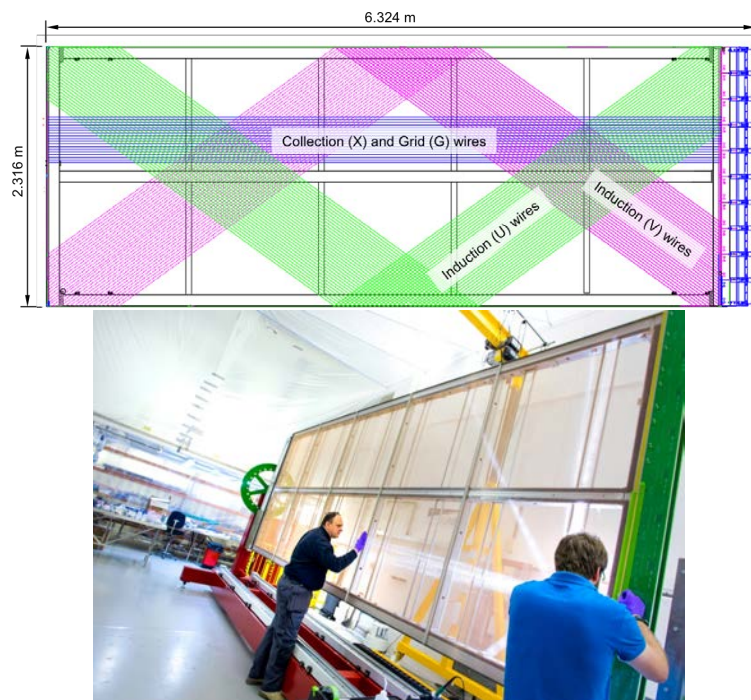 6.324 m
2.316 m
Collection (X) and Grid (G) wires
Induction (V) wires
Induction (U) wires